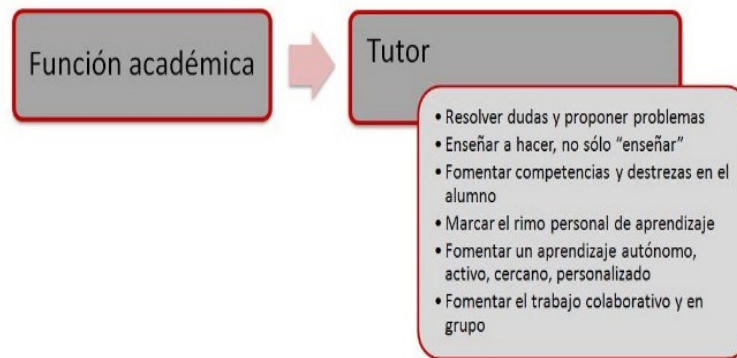 Función académica
Tutor
• Resolver dudas y proponer problemas
• Enseñar a hacer, no sólo “enseñar”
• Fomentar competencias y destrezas en el
alumno
• Marcar el rimo personal de aprendizaje
• Fomentar un aprendizaje autónomo,
activo, cercano, personalizado
• Fomentar el trabajo colaborativo y en
grupo